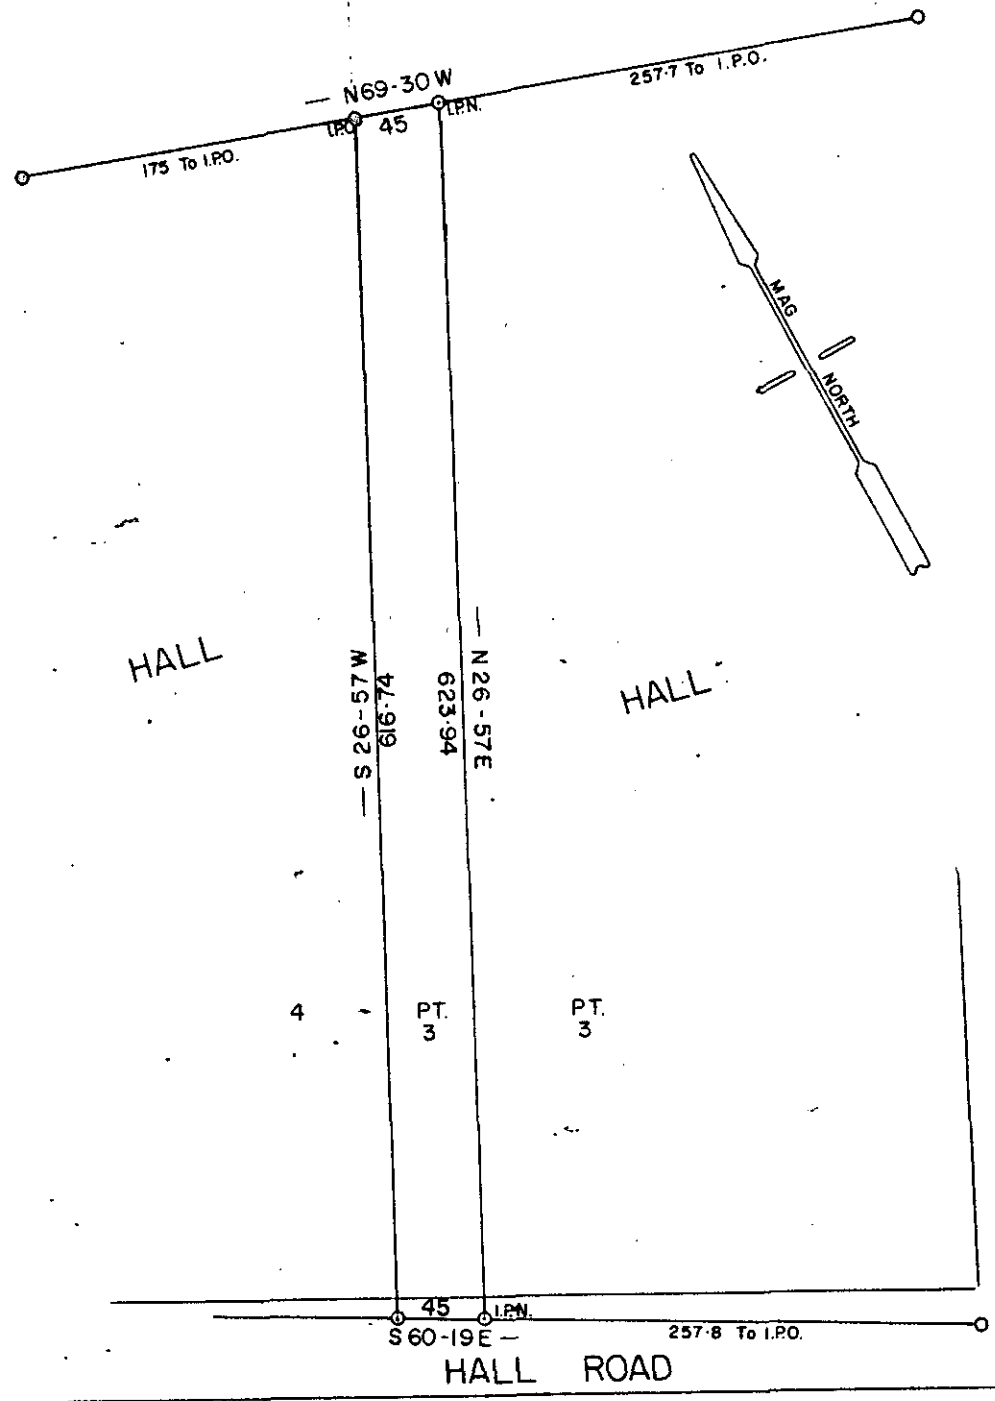 N69-30W
257.7 To I.P.O.
I.P.O. 45 I.P.N.
175 To I.P.O.
MAG NORTH
HALL
HALL
S 26-57 W
616.74
623.94
N 26-57 E
4
PT.
3
PT.
3
45 I.P.N.
S 60-19 E
257.8 To I.P.O.
HALL ROAD